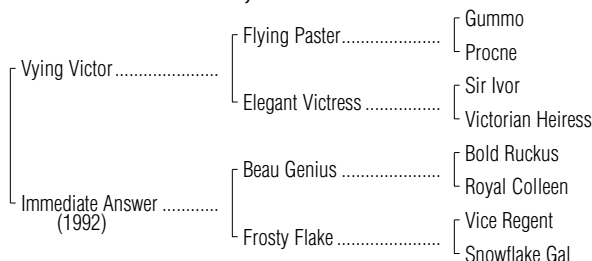 Gummo
Flying Paster....................
Procne
Vying Victor.....................
Sir Ivor
Elegant Victress................
Victorian Heiress
Bold Ruckus
Beau Genius....................
Royal Colleen
Immediate Answer............
(1992)
Vice Regent
Frosty Flake.....................
Snowflake Gal